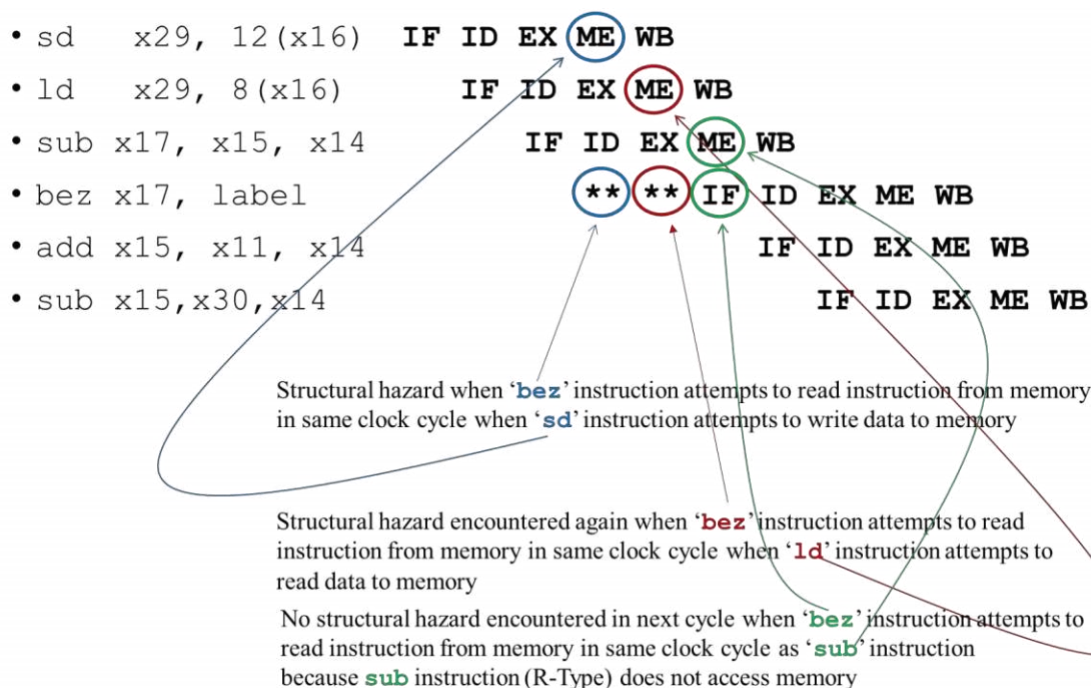 • sd x29, 12(x16) IF ID EX ME WB
• ld x29, 8(x16) IF ID EX ME WB
• sub x17, x15, x14 IF ID EX ME WB
• bez x17, label ** ** IF ID EX ME WB
• add x15, x11, x14 IF ID EX ME WB
• sub x15,x30,x14 IF ID EX ME WB
Structural hazard when ‘bez’ instruction attempts to read instruction from memory
in same clock cycle when ‘sd’ instruction attempts to write data to memory
Structural hazard encountered again when ‘bez’ instruction attempts to read
instruction from memory in same clock cycle when ‘ld’ instruction attempts to
read data to memory
No structural hazard encountered in next cycle when ‘bez’ instruction attempts to
read instruction from memory in same clock cycle as ‘sub’ instruction
because sub instruction (R-Type) does not access memory